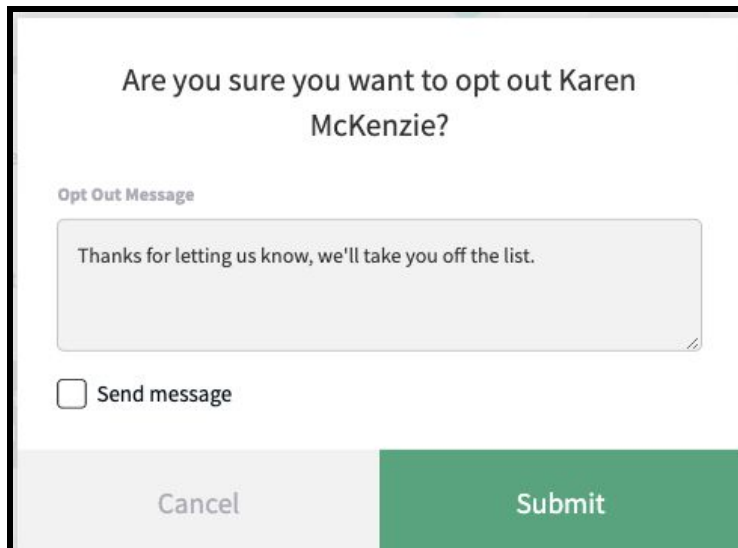 Are you sure you want to opt out Karen
McKenzie?
Opt Out Message
Thanks for letting us know, we'll take you off the list.
Send message
Cancel
Submit